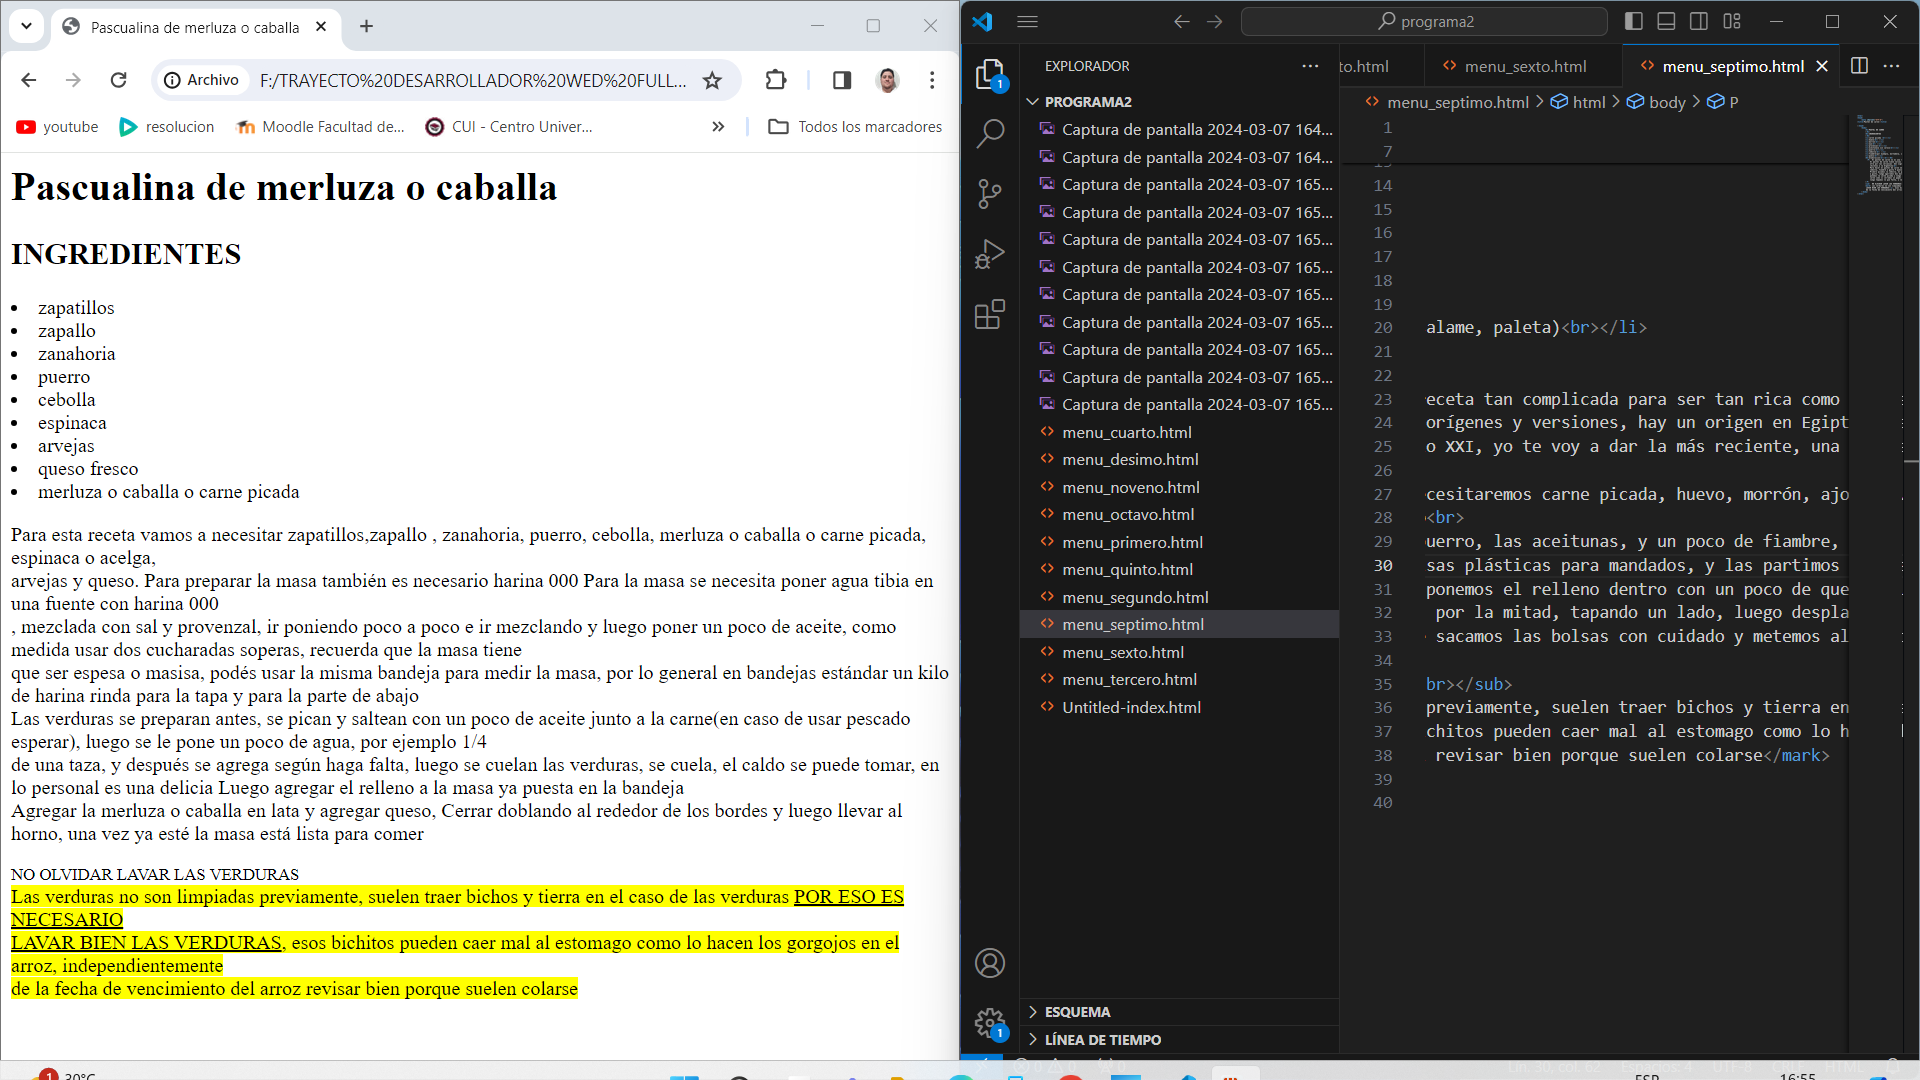 Pascualina de merluza o caballa
Archivo
F:/TRAYECTO%20DESARROLLADOR%20WED%20FULL...
youtube
resolucion
Moodle Facultad de...
CUI - Centro Univer...
Todos los marcadores
Pascualina de merluza o caballa
INGREDIENTES
zapatillos
zapallo
zanahoria
puerro
cebolla
espinaca
arvejas
queso fresco
merluza o caballa o carne picada
Para esta receta vamos a necesitar zapatillos,zapallo , zanahoria, puerro, cebolla, merluza o caballa o carne picada,
espinaca o acelga,
arvejas y queso. Para preparar la masa también es necesario harina 000 Para la masa se necesita poner agua tibia en
una fuente con harina 000
, mezclada con sal y provenzal, ir poniendo poco a poco e ir mezclando y luego poner un poco de aceite, como
medida usar dos cucharadas soperas, recuerda que la masa tiene
que ser espesa o masisa, podés usar la misma bandeja para medir la masa, por lo general en bandejas estándar un kilo
de harina rinda para la tapa y para la parte de abajo
Las verduras se preparan antes, se pican y saltean con un poco de aceite junto a la carne(en caso de usar pescado
esperar), luego se le pone un poco de agua, por ejemplo 1/4
de una taza, y después se agrega según haga falta, luego se cuelan las verduras, se cuela, el caldo se puede tomar, en
lo personal es una delicia Luego agregar el relleno a la masa ya puesta en la bandeja
Agregar la merluza o caballa en lata y agregar queso, Cerrar doblando al rededor de los bordes y luego llevar al
horno, una vez ya esté la masa está lista para comer
NO OLVIDAR LAVAR LAS VERDURAS
Las verduras no son limpiadas previamente, suelen traer bichos y tierra en el caso de las verduras POR ESO ES
NECESARIO
LAVAR BIEN LAS VERDURAS, esos bichitos pueden caer mal al estomago como lo hacen los gorgojos en el
arroz, independientemente
de la fecha de vencimiento del arroz revisar bien porque suelen colarse
programa2
EXPLORADOR
PROGRAMA2
Captura de pantalla 2024-03-07 164...
Captura de pantalla 2024-03-07 164...
Captura de pantalla 2024-03-07 165...
Captura de pantalla 2024-03-07 165...
Captura de pantalla 2024-03-07 165...
Captura de pantalla 2024-03-07 165...
Captura de pantalla 2024-03-07 165...
Captura de pantalla 2024-03-07 165...
Captura de pantalla 2024-03-07 165...
Captura de pantalla 2024-03-07 165...
Captura de pantalla 2024-03-07 165...
menu_cuarto.html
menu_desimo.html
menu_noveno.html
menu_octavo.html
menu_primero.html
menu_quinto.html
menu_segundo.html
menu_septimo.html
menu_sexto.html
menu_tercero.html
Untitled-index.html
ESQUEMA
LÍNEA DE TIEMPO
1
1
to.html
menu_sexto.html
menu_septimo.html
menu_septimo.html > html > body > P
1
7
14
15
16
17
18
19
20 alame, paleta)<br></li>
21
22
23 receta tan complicada para ser tan rica como
24 orígenes y versiones, hay un origen en Egipt
25 o XXI, yo te voy a dar la más reciente, una
26
27 cesitaremos carne picada, huevo, morrón, ajo
28 <br>
29 uerro, las aceitunas, y un poco de fiambre,
30 sas plásticas para mandados, y las partimos
31 ponemos el relleno dentro con un poco de que
32 por la mitad, tapando un lado, luego despla
33 sacamos las bolsas con cuidado y metemos al
34
35 br></sub>
36 previamente, suelen traer bichos y tierra en
37 chitos pueden caer mal al estomago como lo h
38 revisar bien porque suelen colarse</mark>
39
40
Lín. 30, col. 62 Espacios: 4 UTF-8 HTML
1
30°C
ESP
16:55